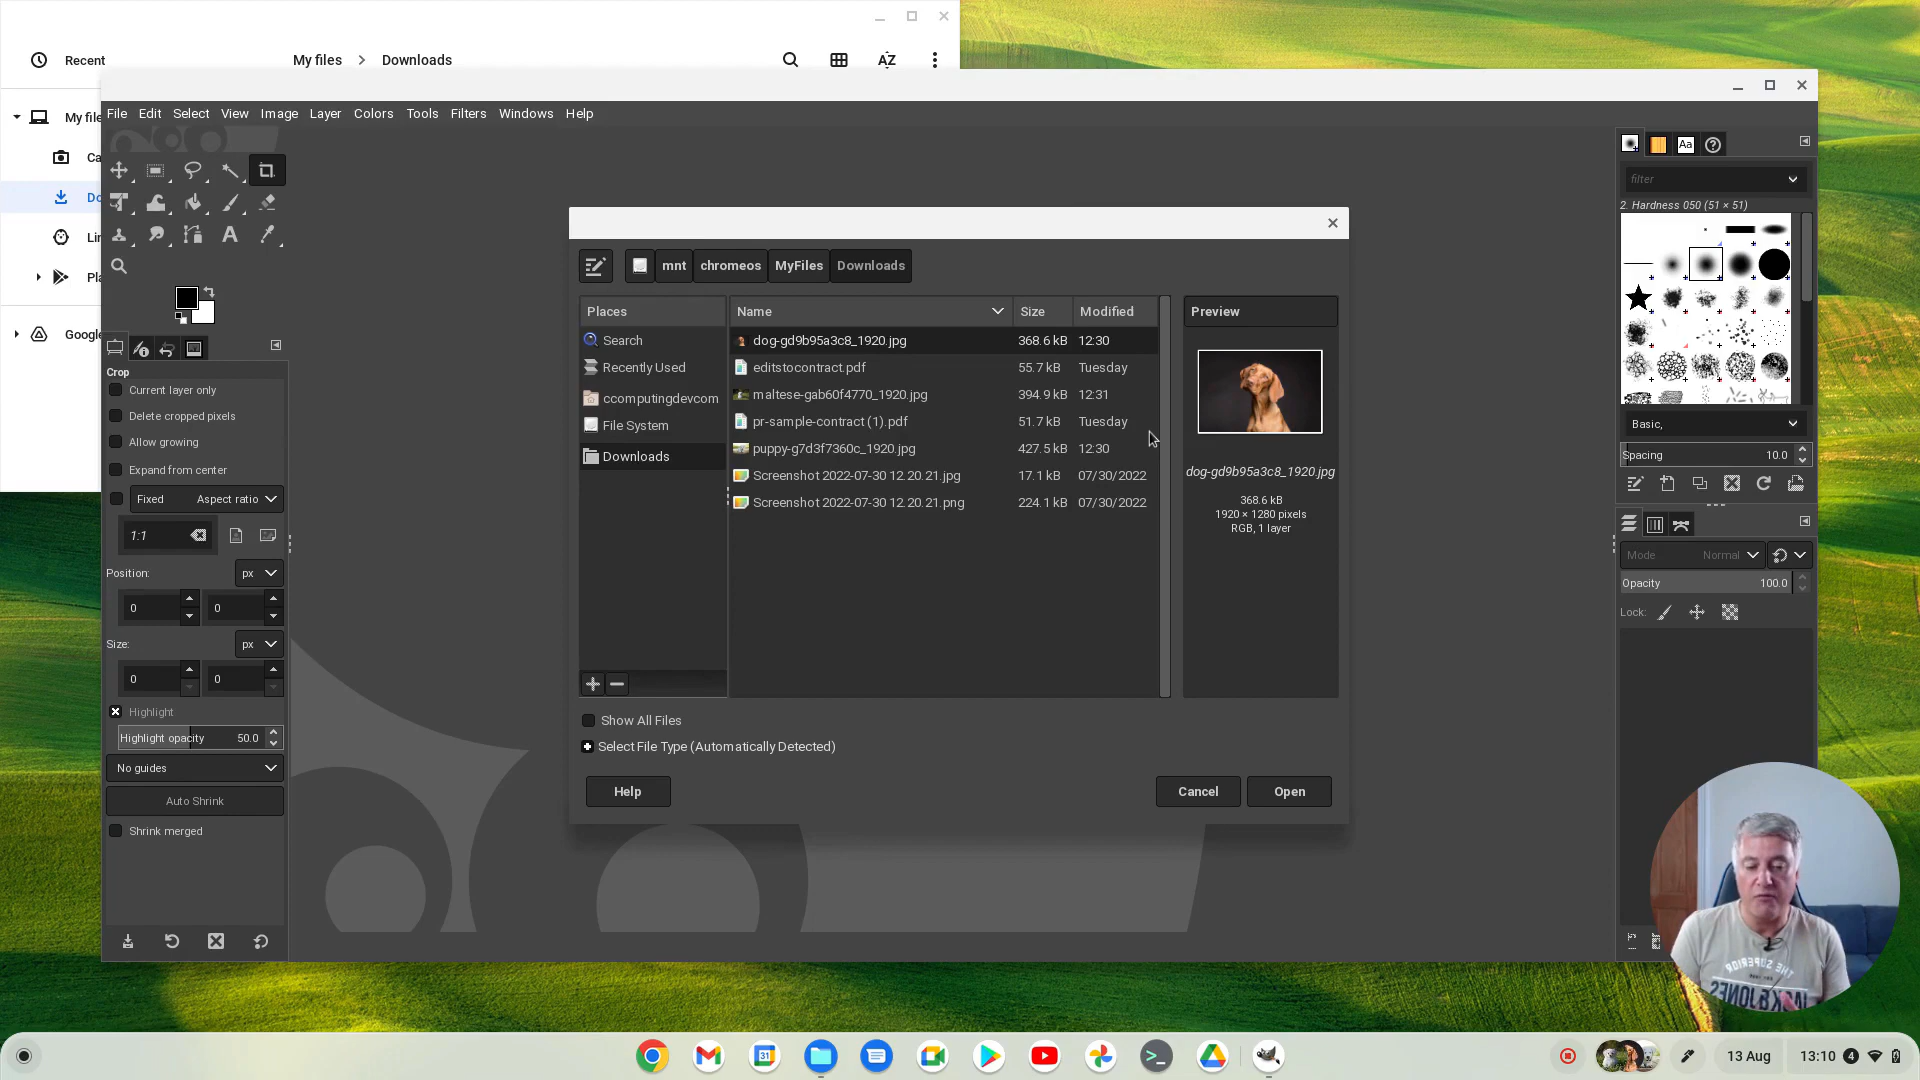 Recent
My files > Downloads
AZ
My file
Ca
Do
Lin
Pla
Google
File Edit Select View Image Layer Colors Tools Filters Windows Help
Crop
Current layer only
Delete cropped pixels
Allow growing
Expand from center
Fixed Aspect ratio
1:1
Position: px
0 0
Size: px
0 0
Highlight
Highlight opacity 50.0
No guides
Auto Shrink
Shrink merged
mnt chromeos MyFiles Downloads
Places
Search
Recently Used
ccomputingdevcom
File System
Downloads
Name Size Modified
dog-gd9b95a3c8_1920.jpg 368.6 kB 12:30
editstocontract.pdf 55.7 kB Tuesday
maltese-gab60f4770_1920.jpg 394.9 kB 12:31
pr-sample-contract (1).pdf 51.7 kB Tuesday
puppy-g7d3f7360c_1920.jpg 427.5 kB 12:30
Screenshot 2022-07-30 12.20.21.jpg 17.1 kB 07/30/2022
Screenshot 2022-07-30 12.20.21.png 224.1 kB 07/30/2022
Preview
dog-gd9b95a3c8_1920.jpg
368.6 kB
1920 × 1280 pixels
RGB, 1 layer
Show All Files
Select File Type (Automatically Detected)
Help Cancel Open
Aa
filter
2. Hardness 050 (51 × 51)
Basic,
Spacing 10.0
Mode Normal
Opacity 100.0
Lock:
THE SUPERIOR
JACK & JONES
31
13 Aug 13:10 4